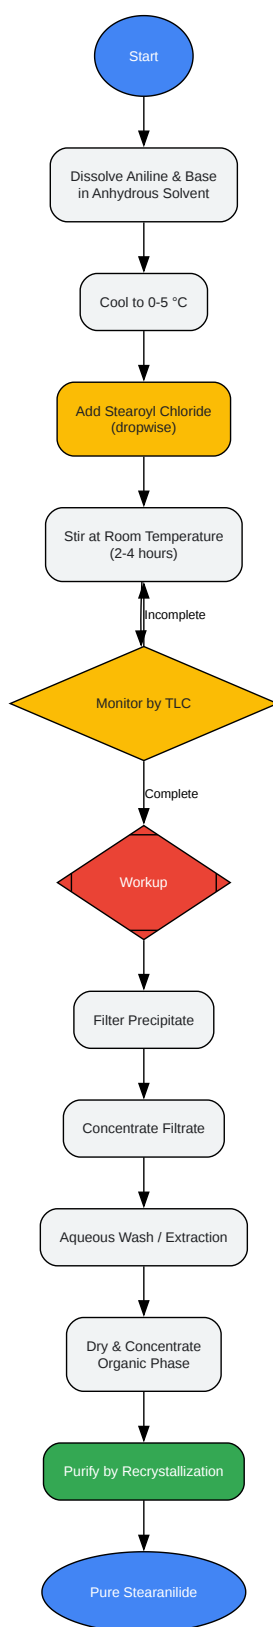 Start
Dissolve Aniline & Base
in Anhydrous Solvent
Cool to 0-5 °C
Add Stearoyl Chloride
(dropwise)
Stir at Room Temperature
(2-4 hours)
Incomplete
Monitor by TLC
Complete
Workup
Filter Precipitate
Concentrate Filtrate
Aqueous Wash / Extraction
Dry & Concentrate
Organic Phase
Purify by Recrystallization
Pure Stearanilide